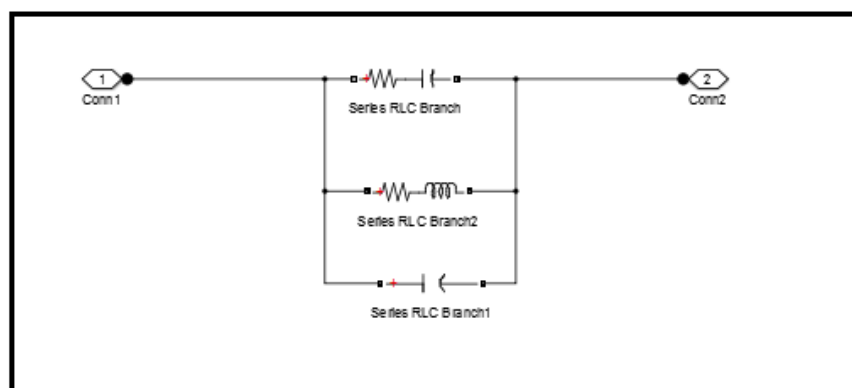 1
Conn1
Series RLC Branch
2
Conn2
Series RLC Branch2
Series RLC Branch1